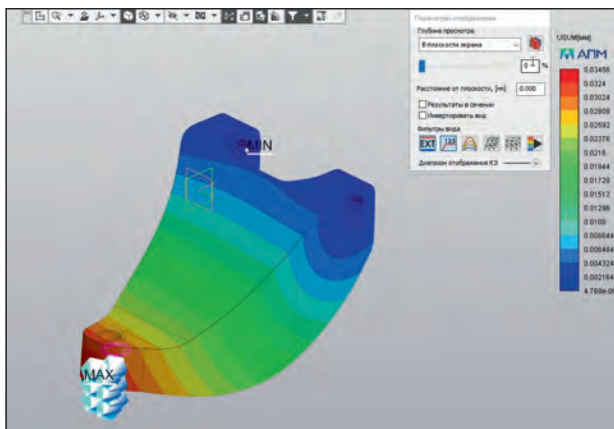 Параметры отображения
Глубина просмотра
В плоскости экрана
0 %
Расстояние от плоскости, [мм] 0.000
Результаты в сечении
Инвертировать вид
Фильтры вида
EXT
Диапазон отображения КЭ
USUM[мм]
АПМ
0.03456
0.0324
0.03024
0.02808
0.02592
0.02376
0.0216
0.01944
0.01728
0.01512
0.01296
0.0108
0.008644
0.006484
0.004324
0.002164
MIN
MAX